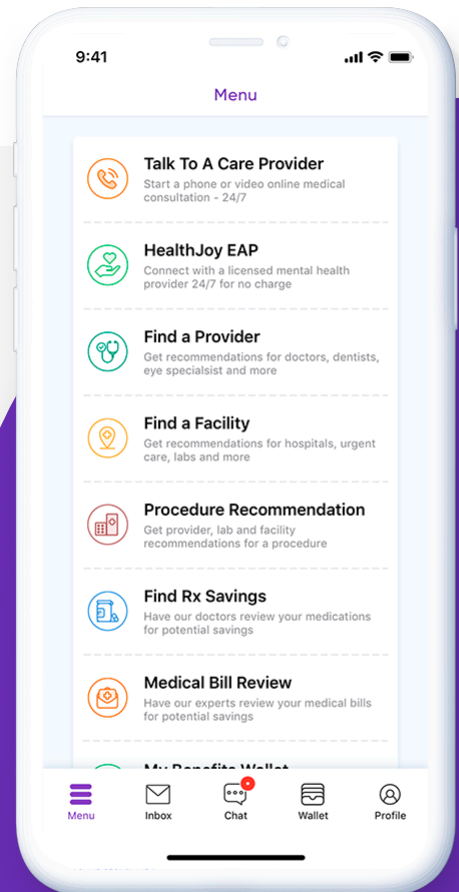 9:41
Menu
Talk To A Care Provider
Start a phone or video online medical
consultation - 24/7
HealthJoy EAP
Connect with a licensed mental health
provider 24/7 for no charge
Find a Provider
Get recommendations for doctors, dentists,
eye specialsist and more
Find a Facility
Get recommendations for hospitals, urgent
care, labs and more
Procedure Recommendation
Get provider, lab and facility
recommendations for a procedure
Find Rx Savings
Have our doctors review your medications
for potential savings
Medical Bill Review
Have our experts review your medical bills
for potential savings
My Benefits Wallet
Menu
Inbox
Chat
Wallet
Profile